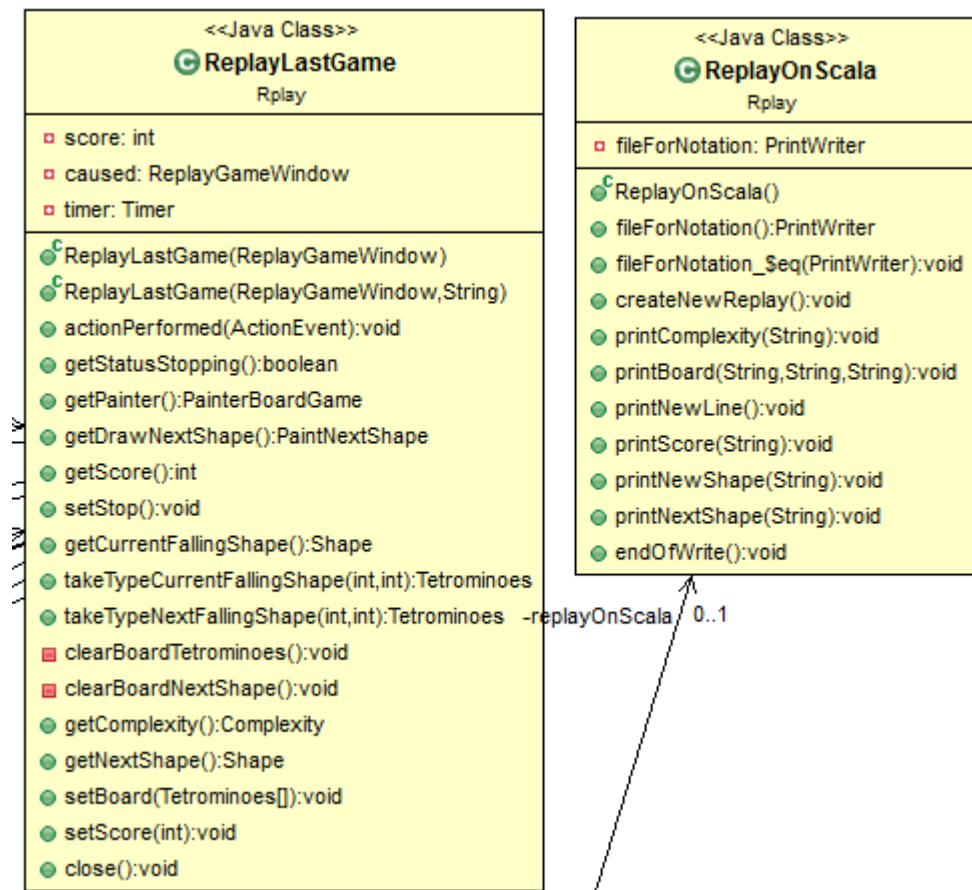 <<Java Class>>
ReplayLastGame
Rplay
score: int
caused: ReplayGameWindow
timer: Timer
ReplayLastGame(ReplayGameWindow)
ReplayLastGame(ReplayGameWindow,String)
actionPerformed(ActionEvent):void
getStatusStopping():boolean
getPainter():PainterBoardGame
getDrawNextShape():PaintNextShape
getScore():int
setStop():void
getCurrentFallingShape():Shape
takeTypeCurrentFallingShape(int,int):Tetrominoes
takeTypeNextFallingShape(int,int):Tetrominoes
clearBoardTetrominoes():void
clearBoardNextShape():void
getComplexity():Complexity
getNextShape():Shape
setBoard(Tetrominoes[]):void
setScore(int):void
close():void
<<Java Class>>
ReplayOnScala
Rplay
fileForNotation: PrintWriter
ReplayOnScala()
fileForNotation():PrintWriter
fileForNotation_$eq(PrintWriter):void
createNewReplay():void
printComplexity(String):void
printBoard(String,String,String):void
printNewLine():void
printScore(String):void
printNewShape(String):void
printNextShape(String):void
endOfWrite():void
-replayOnScala 0..1